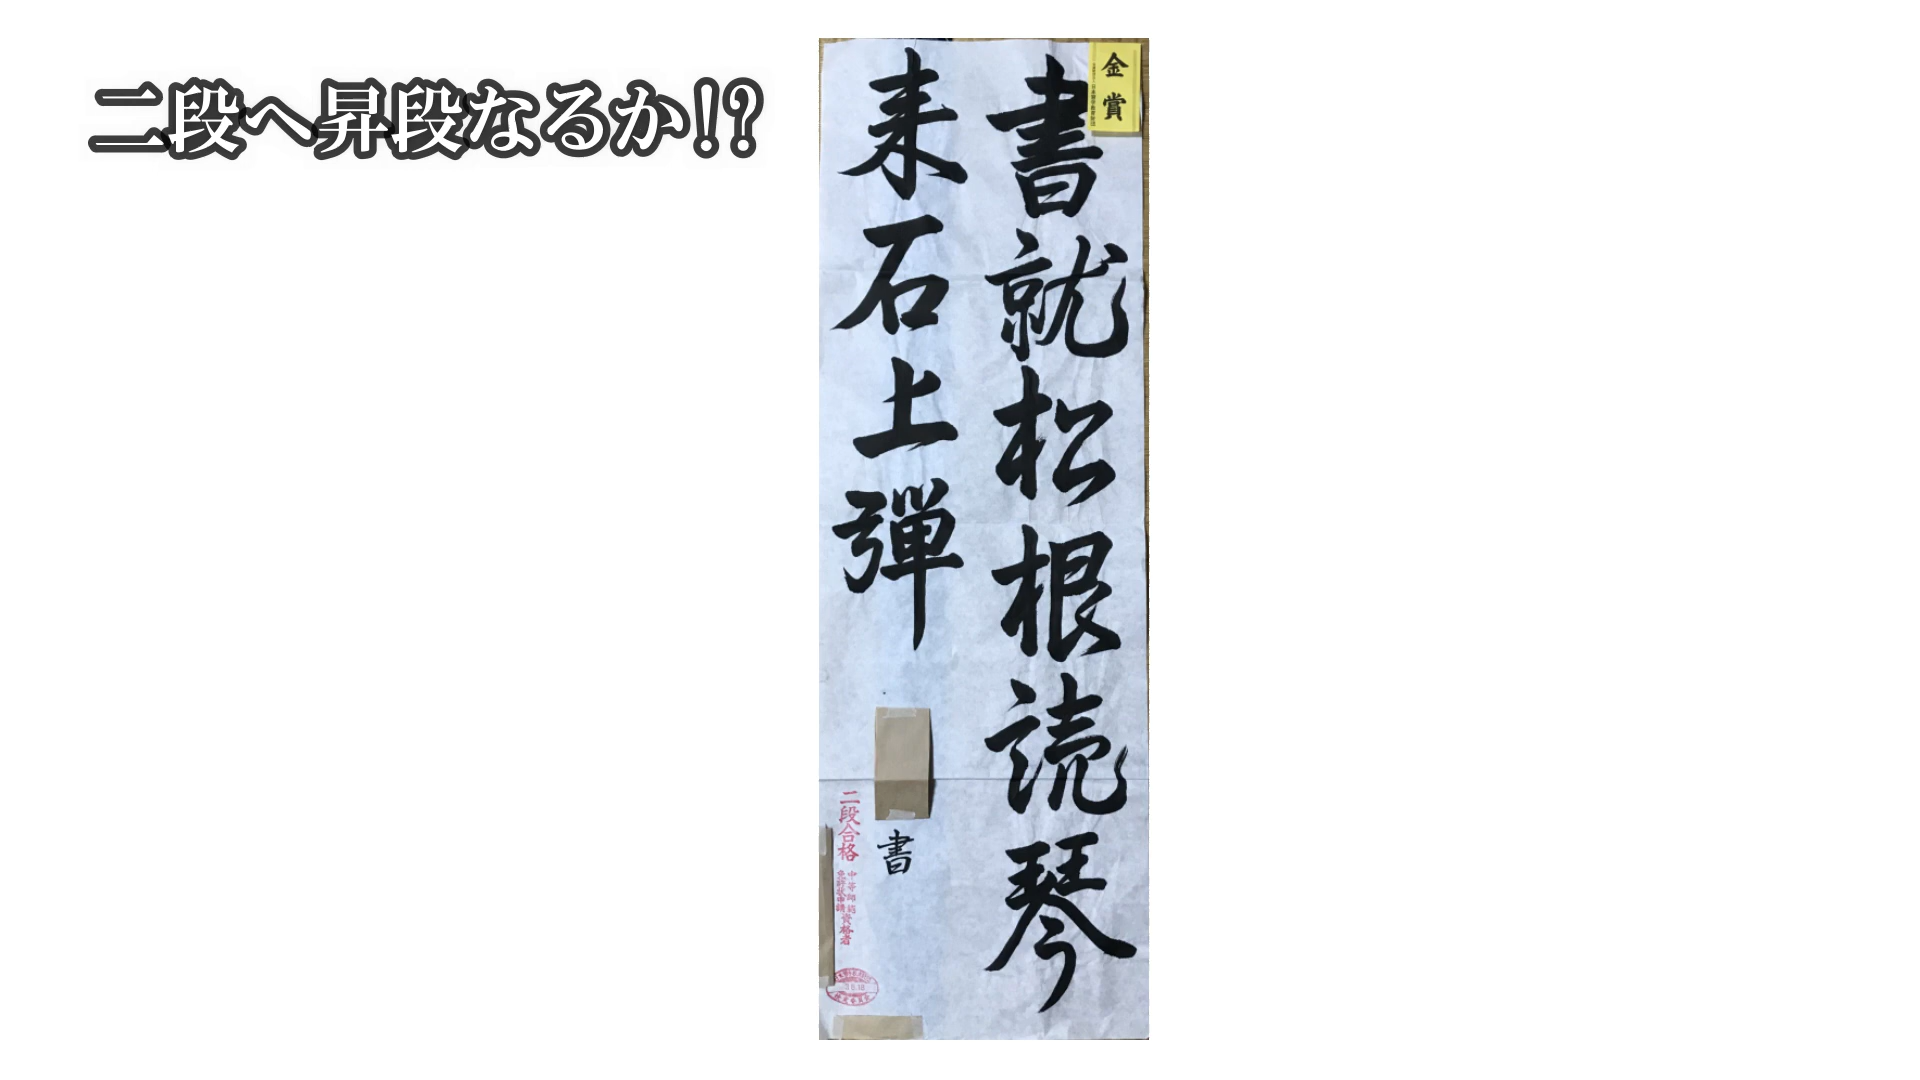 二段へ昇段なるか!?
金賞
書就松根読琴
来石上弾
書
二段合格